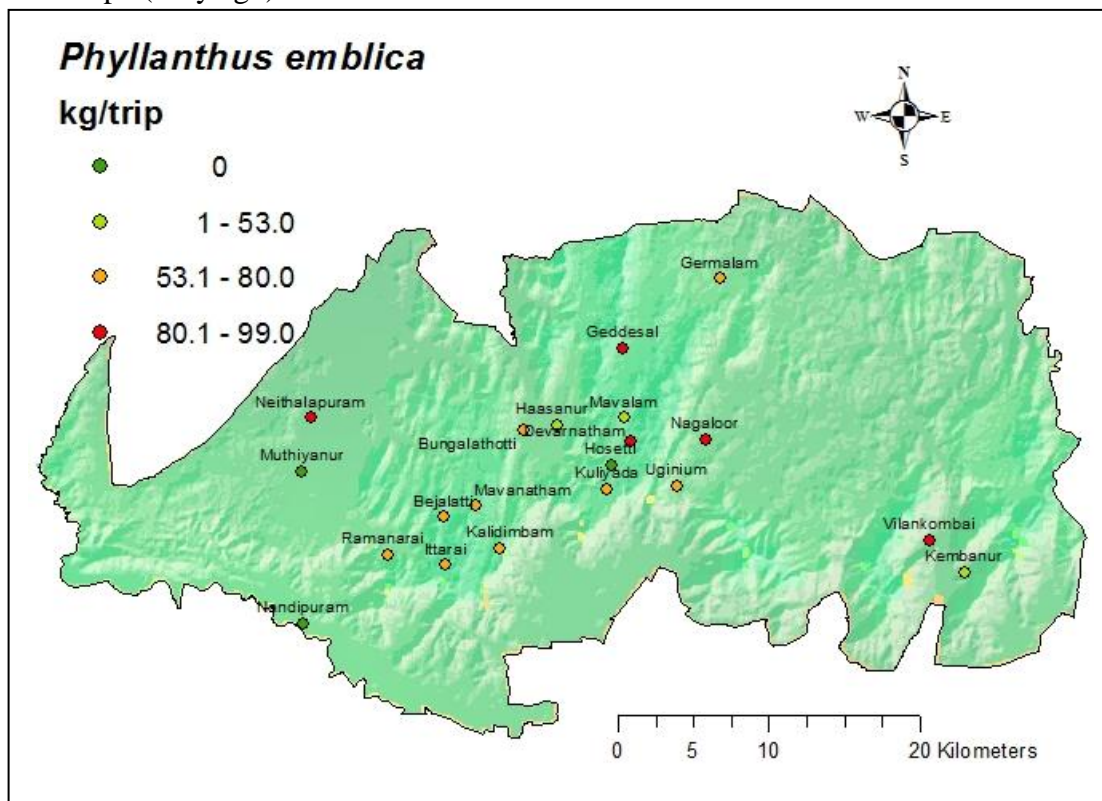 Phyllanthus emblica
kg/trip
0
1 - 53.0
53.1 - 80.0
80.1 - 99.0
N
W E
S
Germalam
Geddesal
Neithalapuram
Haasanur
Mavalam
Bungalathotti
Devarnatham
Nagaloor
Muthiyanur
Hosetti
Kuliyada
Uginium
Bejalatti
Mavanatham
Ramanarai
Ittarai
Kalidimbam
Vilankombai
Kembanur
Nandipuram
0 5 10 20 Kilometers